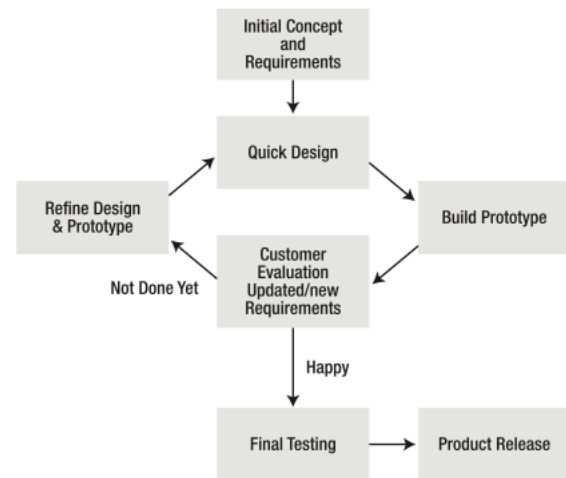 Initial Concept
and
Requirements
Quick Design
Refine Design
& Prototype
Build Prototype
Customer
Evaluation
Updated/new
Requirements
Not Done Yet
Happy
Final Testing
Product Release